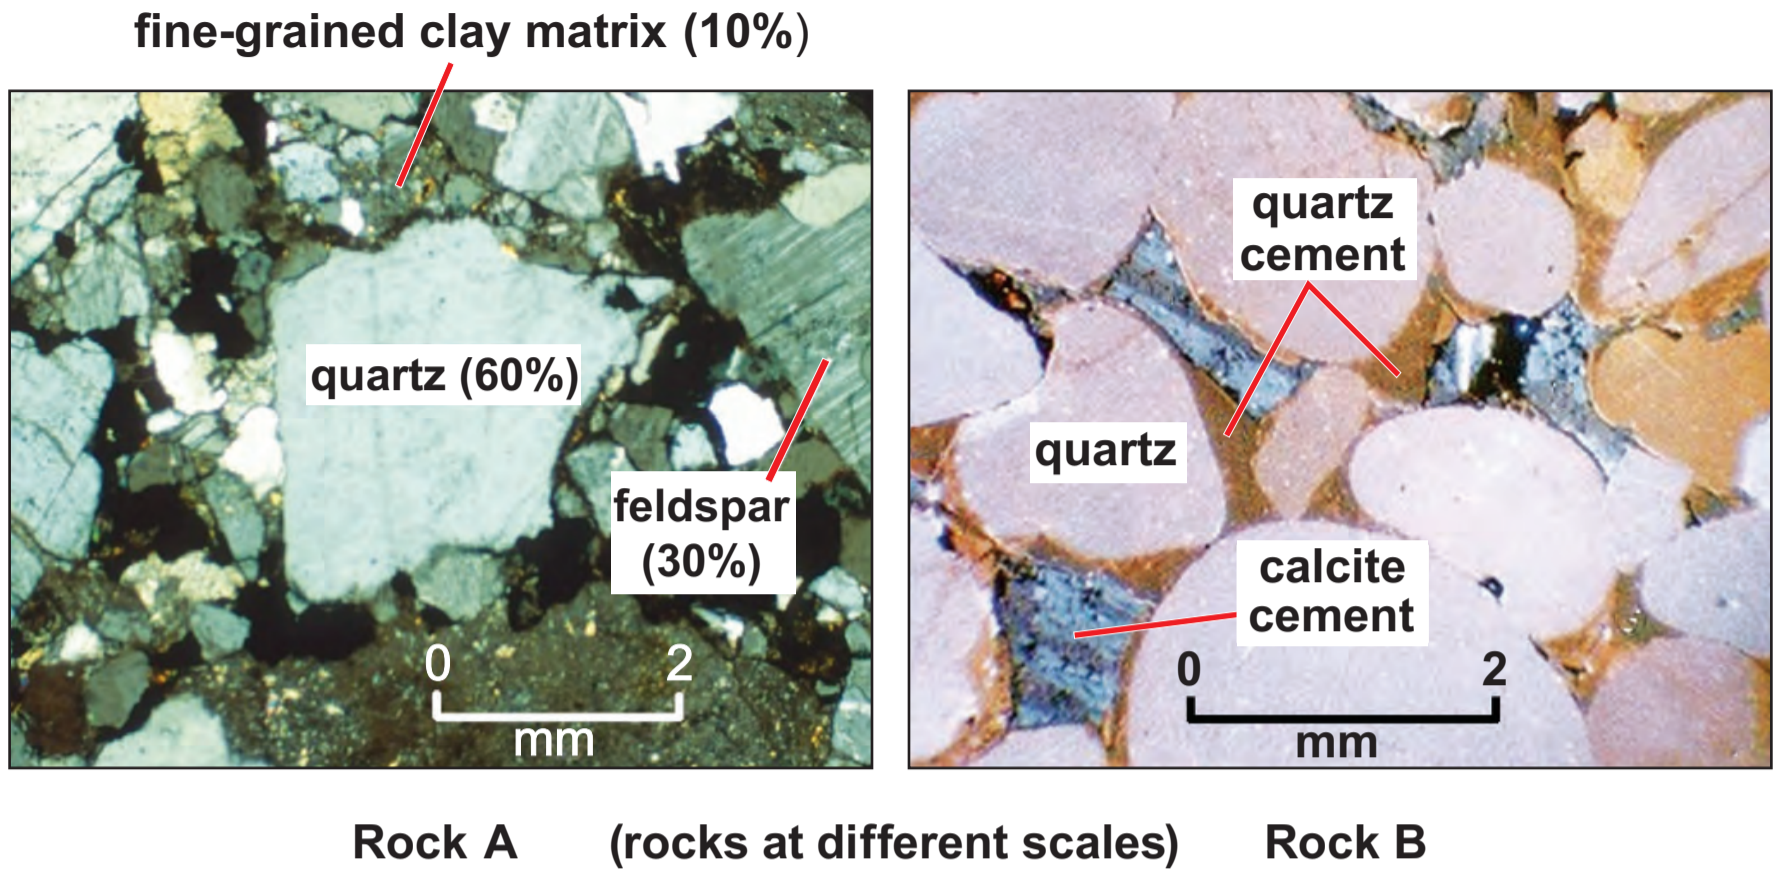 fine-grained clay matrix (10%)
quartz (60%)
feldspar
(30%)
0 2
mm
quartz
cement
quartz
calcite
cement
0 2
mm
Rock A (rocks at different scales) Rock B